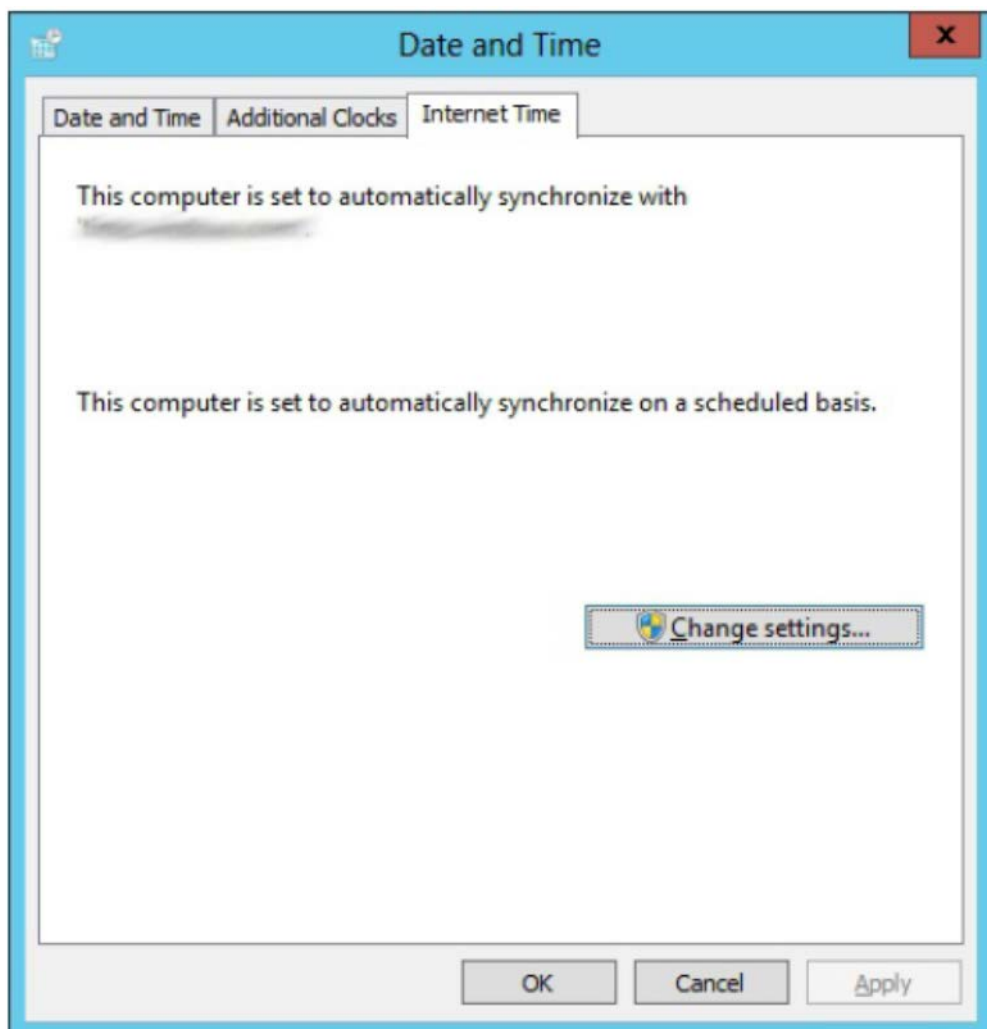 Date and Time
Date and Time Additional Clocks Internet Time
This computer is set to automatically synchronize with
This computer is set to automatically synchronize on a scheduled basis.
Change settings...
OK Cancel Apply